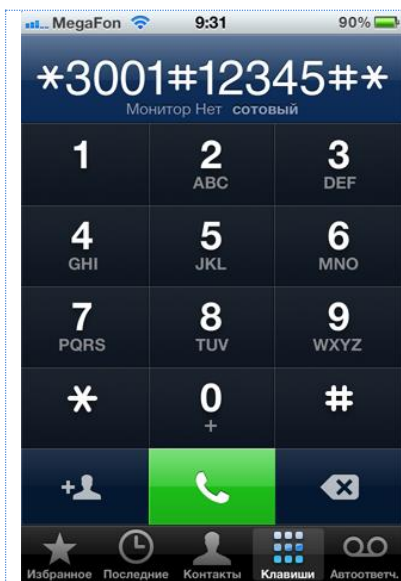 MegaFon 9:31 90%
*3001#12345#*
Монитор Нет сотовый
1 2 3
ABC DEF
4 5 6
GHI JKL MNO
7 8 9
PQRS TUV WXYZ
* 0 #
+
+
Избранное Последние Контакты Клавиши Автоответч.